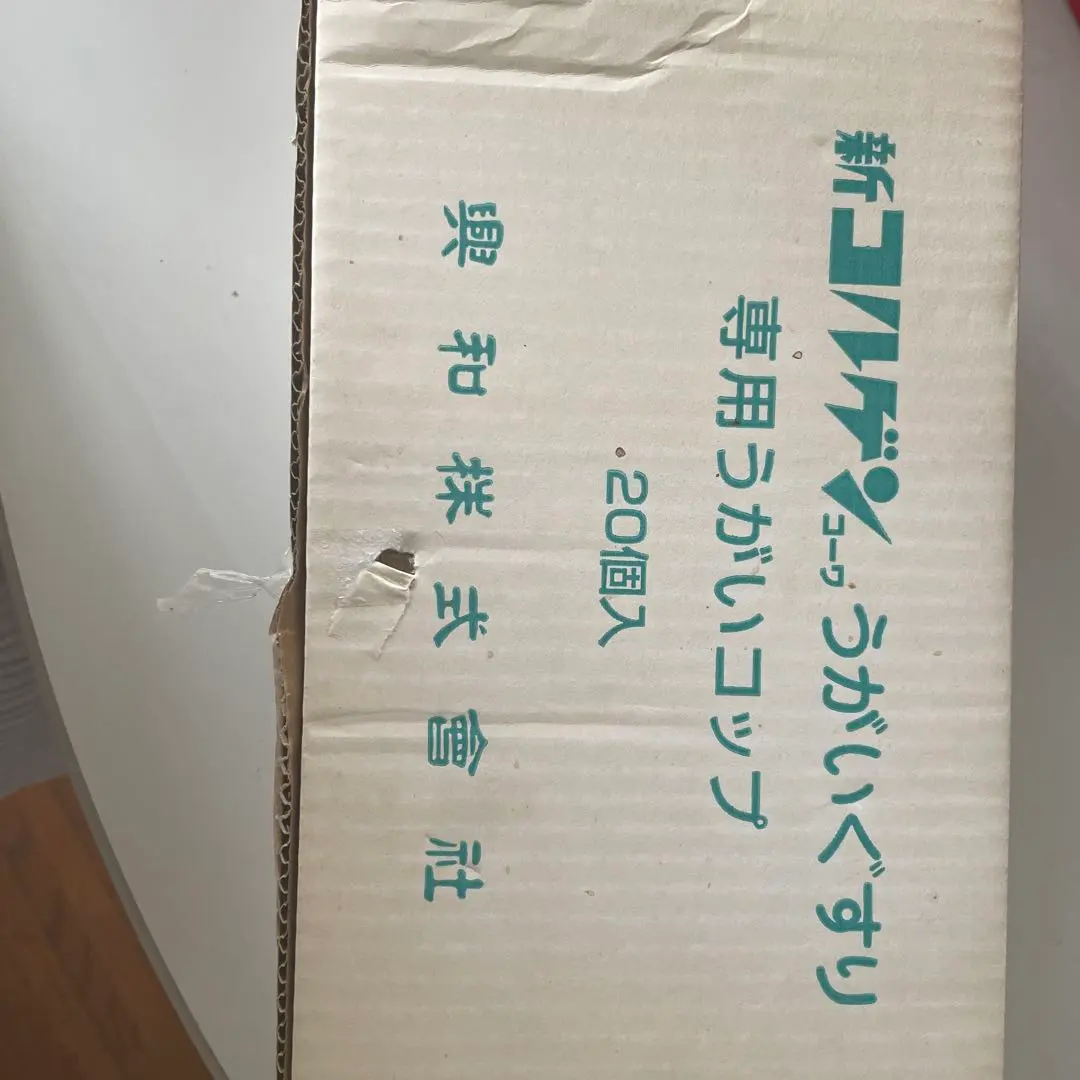 新コルゲンコーワうがいぐすり
専用うがいコップ
20個入
興和株式會社